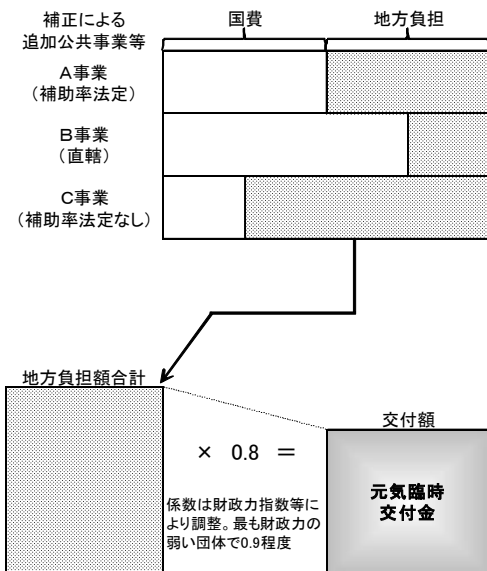 補正による
追加公共事業等
国費
地方負担
A事業
(補助率法定)
B事業
(直轄)
C事業
(補助率法定なし)
地方負担額合計
× 0.8 =
係数は財政力指数等に
より調整。最も財政力の
弱い団体で0.9程度
交付額
元気臨時
交付金